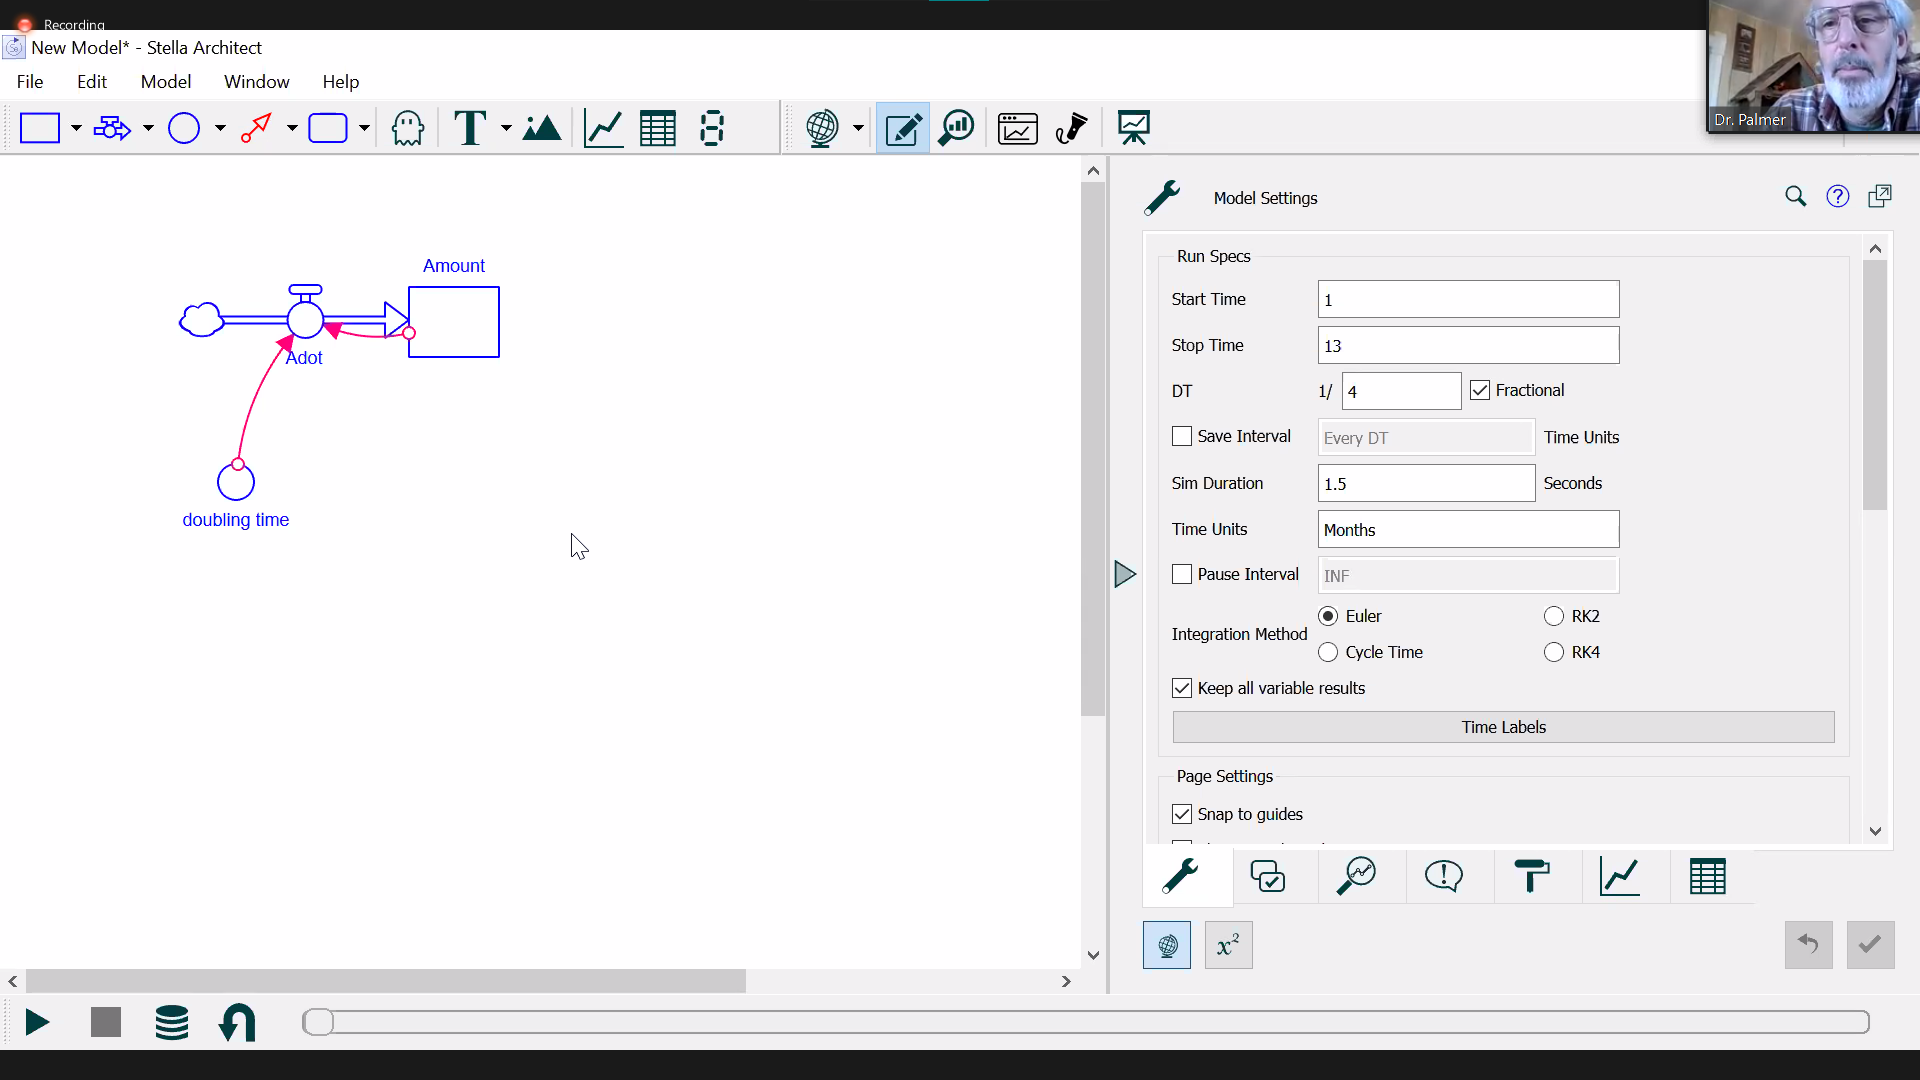 Recording
New Model* - Stella Architect
File Edit Model Window Help
T
Dr. Palmer
Model Settings
?
Amount
Adot
doubling time
Run Specs
Start Time 1
Stop Time 13
DT 1/ 4 Fractional
Save Interval Every DT Time Units
Sim Duration 1.5 Seconds
Time Units Months
Pause Interval INF
Integration Method Euler RK2
Cycle Time RK4
Keep all variable results
Time Labels
Page Settings
Snap to guides
x²